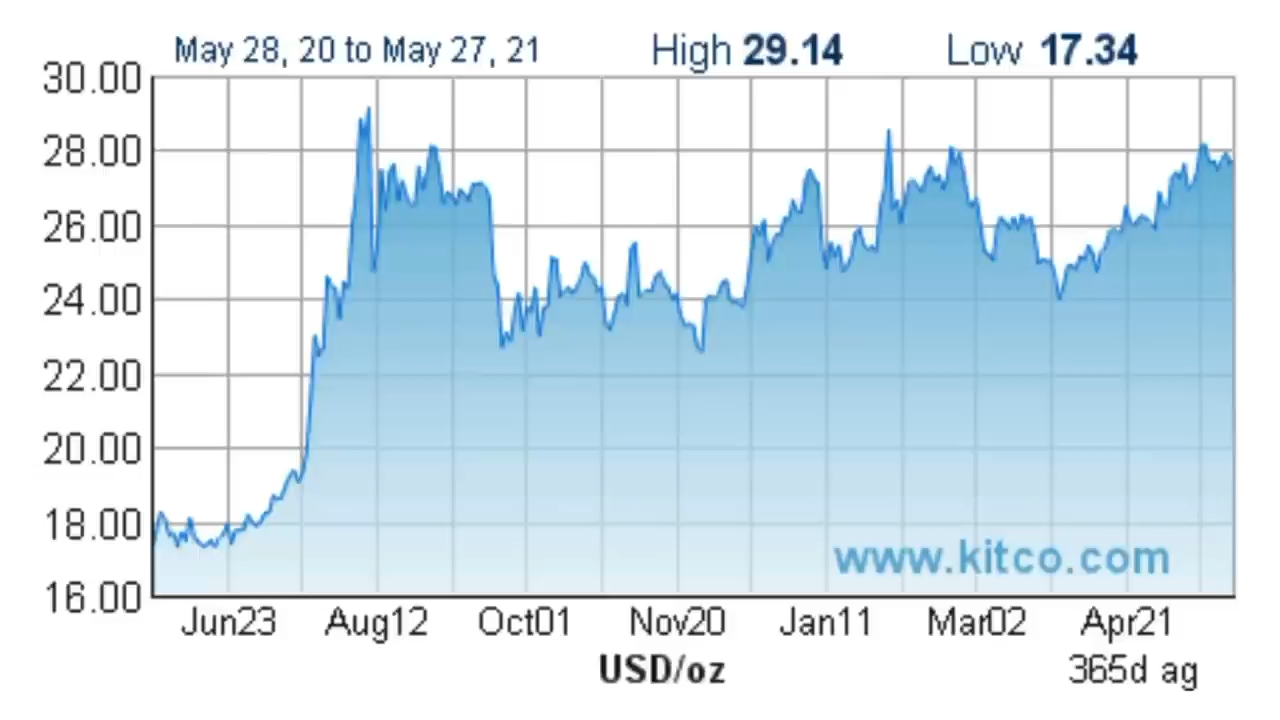 May 28, 20 to May 27, 21 High 29.14 Low 17.34
30.00
28.00
26.00
24.00
22.00
20.00
18.00
16.00
www.kitco.com
Jun23 Aug12 Oct01 Nov20 Jan11 Mar02 Apr21
USD/oz 365d ag